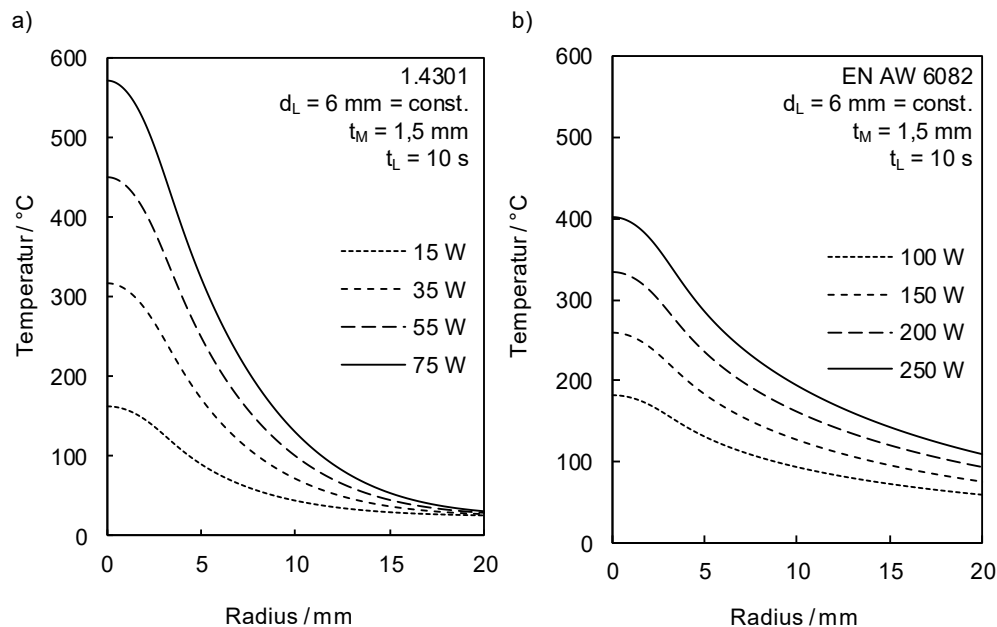 a)
600
500
400
300
200
100
0
Temperatur / °C
1.4301
d_L = 6 mm = const.
t_M = 1,5 mm
t_L = 10 s
15 W
35 W
55 W
75 W
0 5 10 15 20
Radius / mm
b)
600
500
400
300
200
100
0
Temperatur / °C
EN AW 6082
d_L = 6 mm = const.
t_M = 1,5 mm
t_L = 10 s
100 W
150 W
200 W
250 W
0 5 10 15 20
Radius / mm